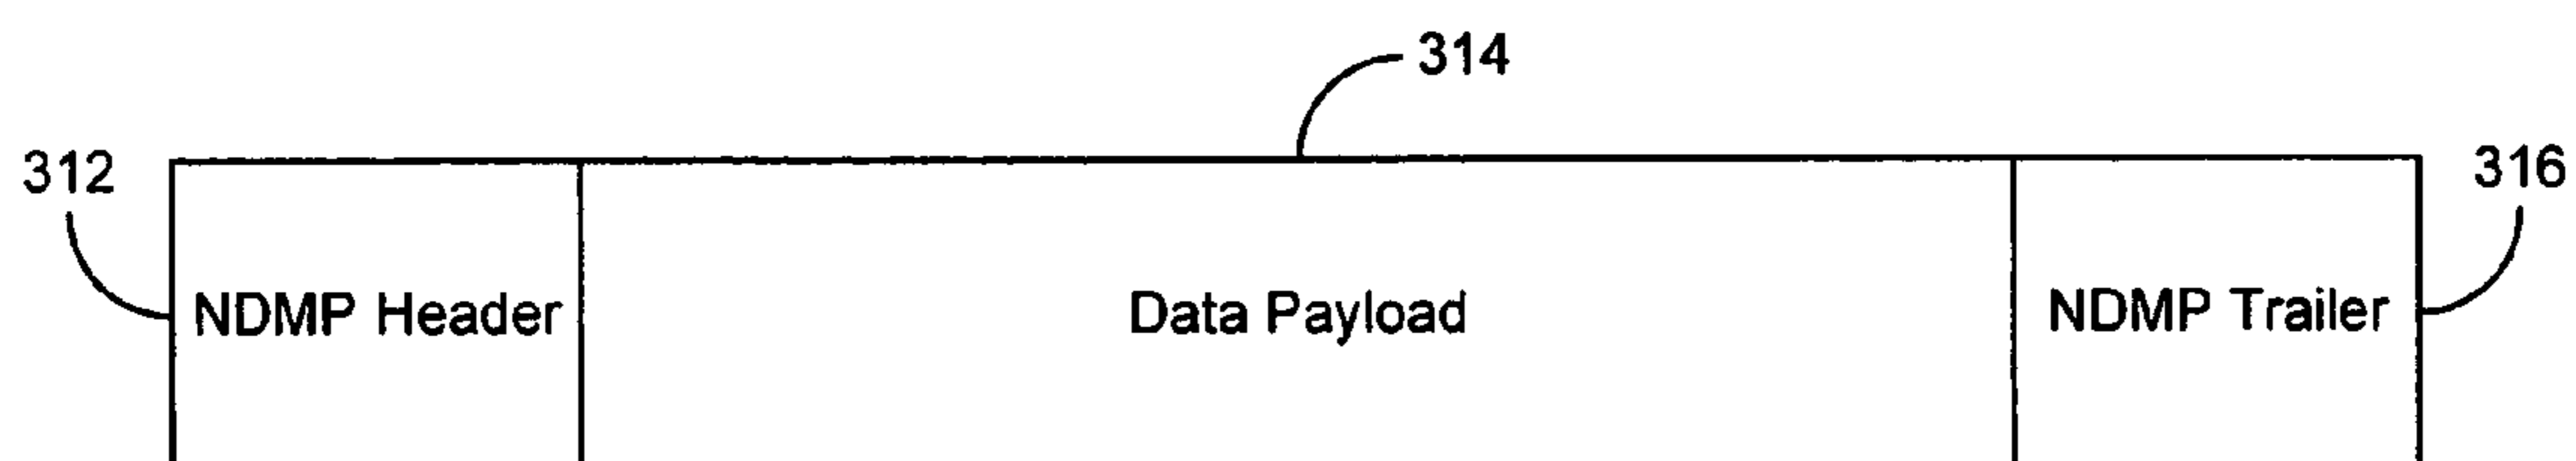 314
312
316
NDMP Header
Data Payload
NDMP Trailer